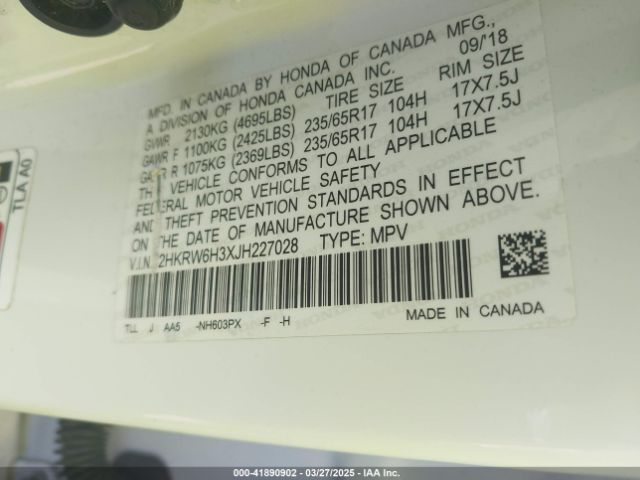 MFD. IN CANADA BY HONDA OF CANADA MFG.,
A DIVISION OF HONDA CANADA INC. 09/'18
GVWR 2130KG (4695LBS) TIRE SIZE RIM SIZE
GAWR F 1100KG (2425LBS) 235/65R17 104H 17X7.5J
GAWR R 1075KG (2369LBS) 235/65R17 104H 17X7.5J
THIS VEHICLE CONFORMS TO ALL APPLICABLE
FEDERAL MOTOR VEHICLE SAFETY
AND THEFT PREVENTION STANDARDS IN EFFECT
ON THE DATE OF MANUFACTURE SHOWN ABOVE.
V.I.N. 2HKRW6H3XJH227028 TYPE: MPV
TLL J AA5 -NH603PX -F -H MADE IN CANADA
TLA A0
000-41890902 - 03/27/2025 - IAA Inc.